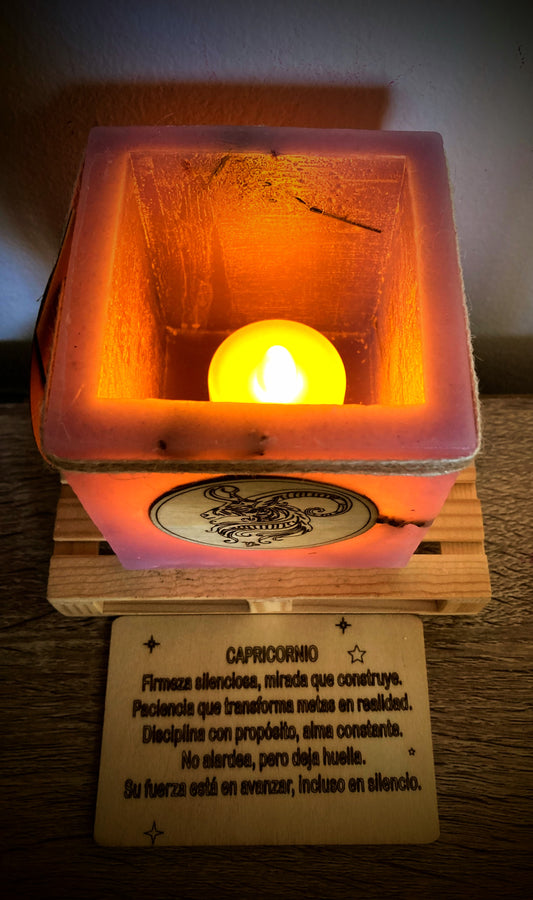 CAPRICORNIO
Firmeza silenciosa, mirada que construye.
Paciencia que transforma metas en realidad.
Disciplina con propósito, alma constante.
No alardea, pero deja huella.
Su fuerza está en avanzar, incluso en silencio.